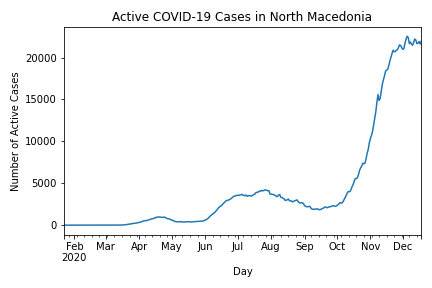 Active COVID-19 Cases in North Macedonia
Number of Active Cases
20000
15000
10000
5000
0
Feb Mar Apr May Jun Jul Aug Sep Oct Nov Dec
2020
Day